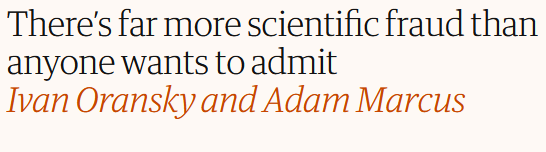 There’s far more scientific fraud than
anyone wants to admit
Ivan Oransky and Adam Marcus